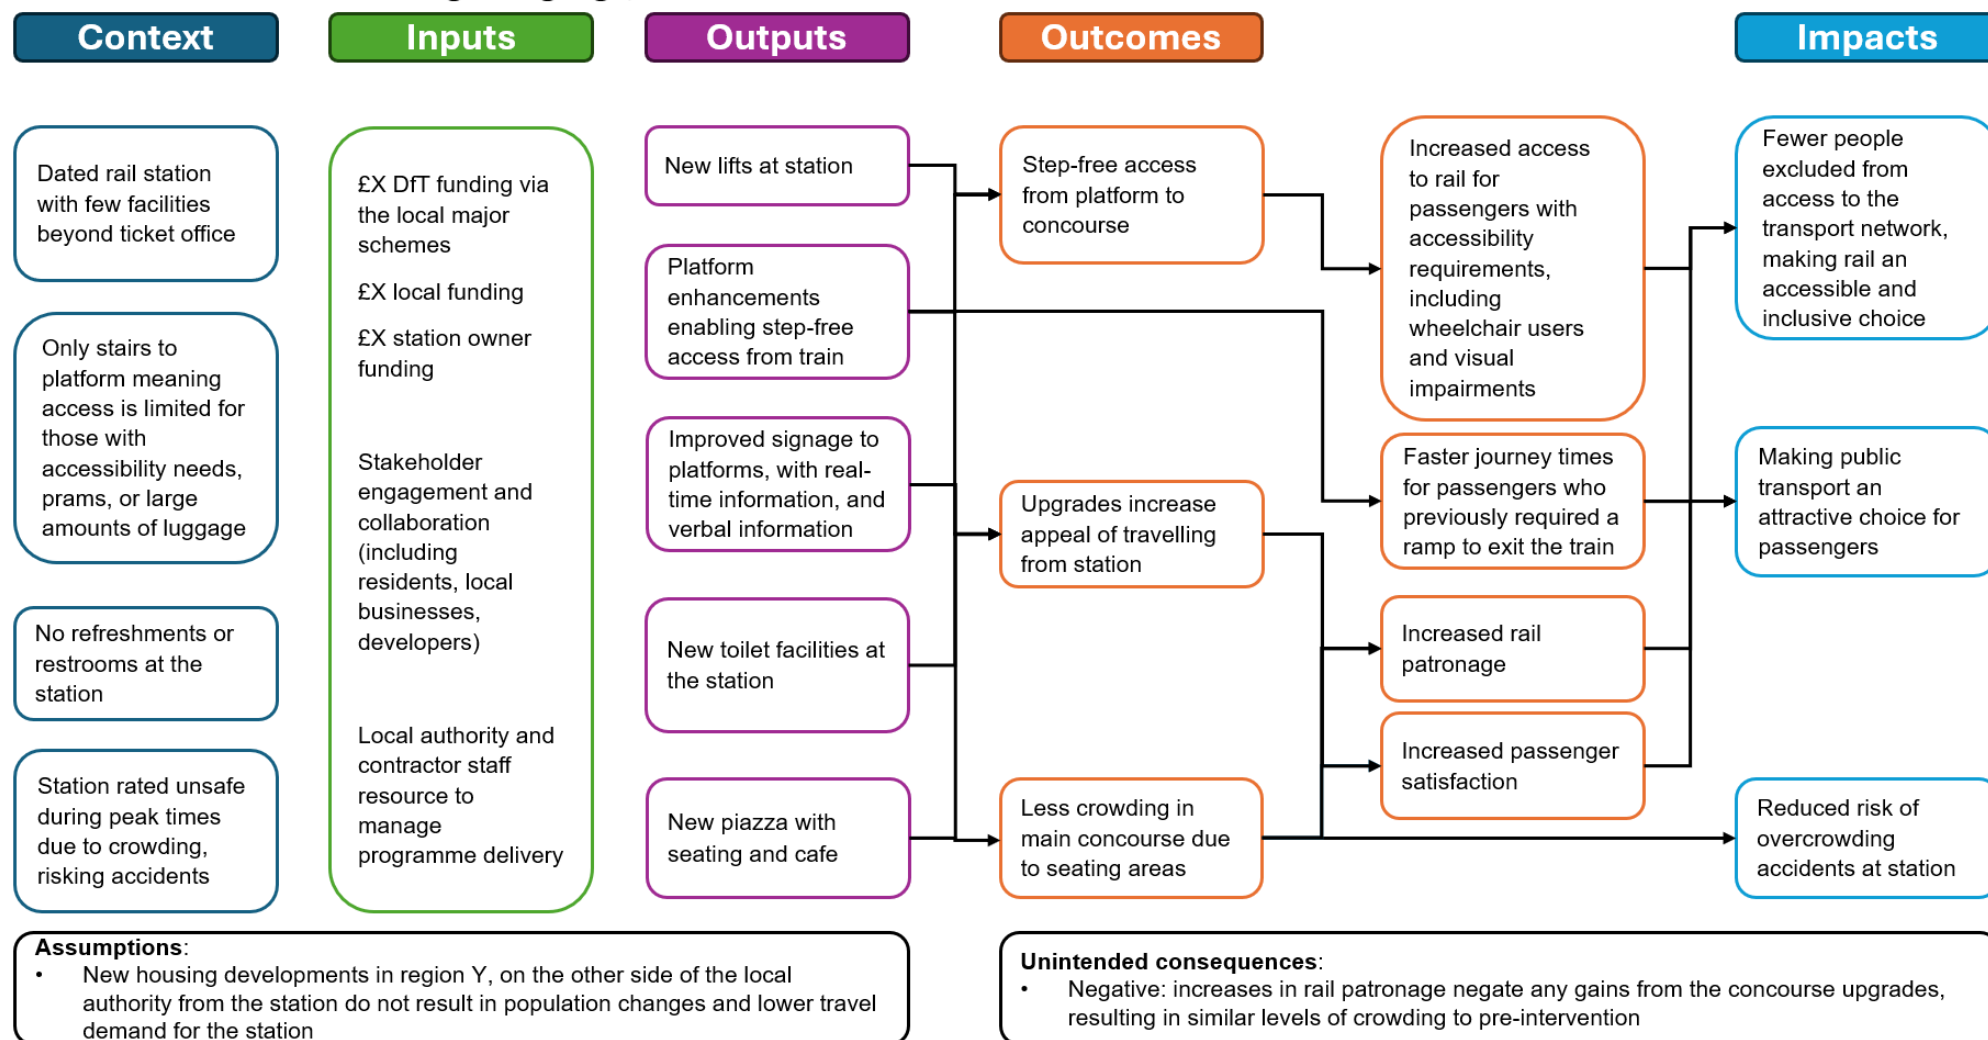 Context
Inputs
Outputs
Outcomes
Impacts
Dated rail station
with few facilities
beyond ticket office
Only stairs to
platform meaning
access is limited for
those with
accessibility needs,
prams, or large
amounts of luggage
No refreshments or
restrooms at the
station
Station rated unsafe
during peak times
due to crowding,
risking accidents
£X DfT funding via
the local major
schemes
£X local funding
£X station owner
funding
Stakeholder
engagement and
collaboration
(including
residents, local
businesses,
developers)
Local authority and
contractor staff
resource to
manage
programme delivery
New lifts at station
Platform
enhancements
enabling step-free
access from train
Improved signage to
platforms, with real-
time information, and
verbal information
New toilet facilities at
the station
New piazza with
seating and cafe
Step-free access
from platform to
concourse
Upgrades increase
appeal of travelling
from station
Less crowding in
main concourse due
to seating areas
Increased access
to rail for
passengers with
accessibility
requirements,
including
wheelchair users
and visual
impairments
Faster journey times
for passengers who
previously required a
ramp to exit the train
Increased rail
patronage
Increased passenger
satisfaction
Fewer people
excluded from
access to the
transport network,
making rail an
accessible and
inclusive choice
Making public
transport an
attractive choice for
passengers
Reduced risk of
overcrowding
accidents at station
Assumptions:
• New housing developments in region Y, on the other side of the local
authority from the station do not result in population changes and lower travel
demand for the station
Unintended consequences:
• Negative: increases in rail patronage negate any gains from the concourse upgrades,
resulting in similar levels of crowding to pre-intervention